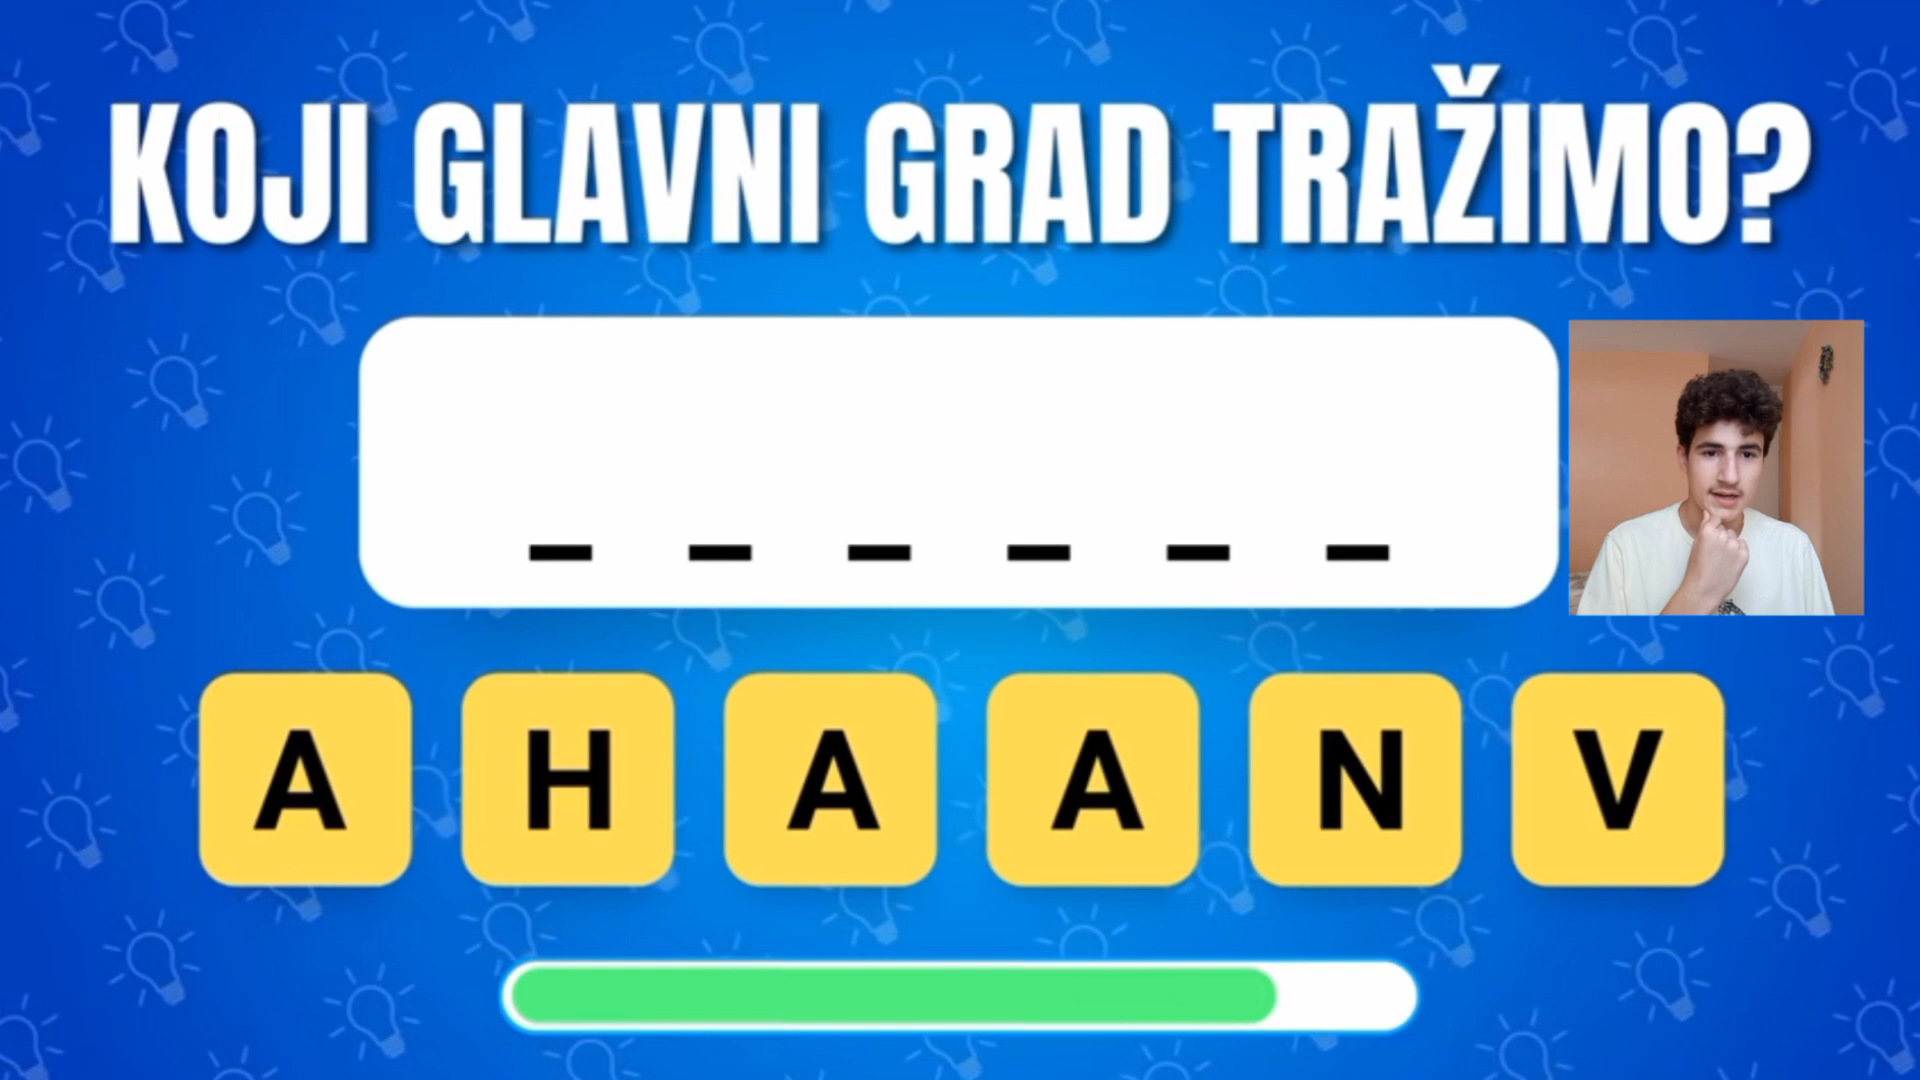 KOJI GLAVNI GRAD TRAŽIMO?
_ _ _ _ _ _
A H A A N V